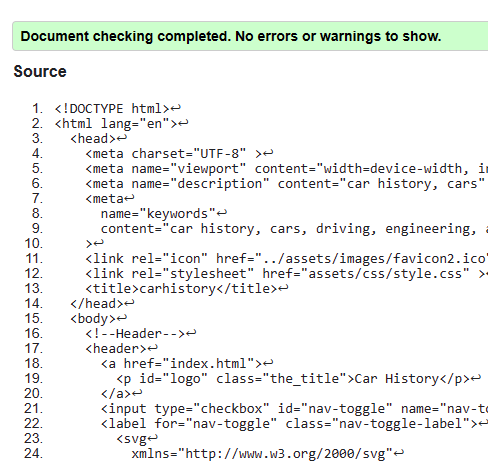 Document checking completed. No errors or warnings to show.
Source
1. <!DOCTYPE html>↩
2. <html lang="en">↩
3. <head>↩
4. <meta charset="UTF-8" >↩
5. <meta name="viewport" content="width=device-width,
6. <meta name="description" content="car history, cars"
7. <meta↩
8. name="keywords"↩
9. content="car history, cars, driving, engineering,
10. >↩
11. <link rel="icon" href="../assets/images/favicon2.ico"
12. <link rel="stylesheet" href="assets/css/style.css" >
13. <title>carhistory</title>↩
14. </head>↩
15. <body>↩
16. <!--Header-->↩
17. <header>↩
18. <a href="index.html">↩
19. <p id="logo" class="the_title">Car History</p>↩
20. </a>↩
21. <input type="checkbox" id="nav-toggle" name="nav-to
22. <label for="nav-toggle" class="nav-toggle-label">↩
23. <svg↩
24. xmlns="http://www.w3.org/2000/svg"↩